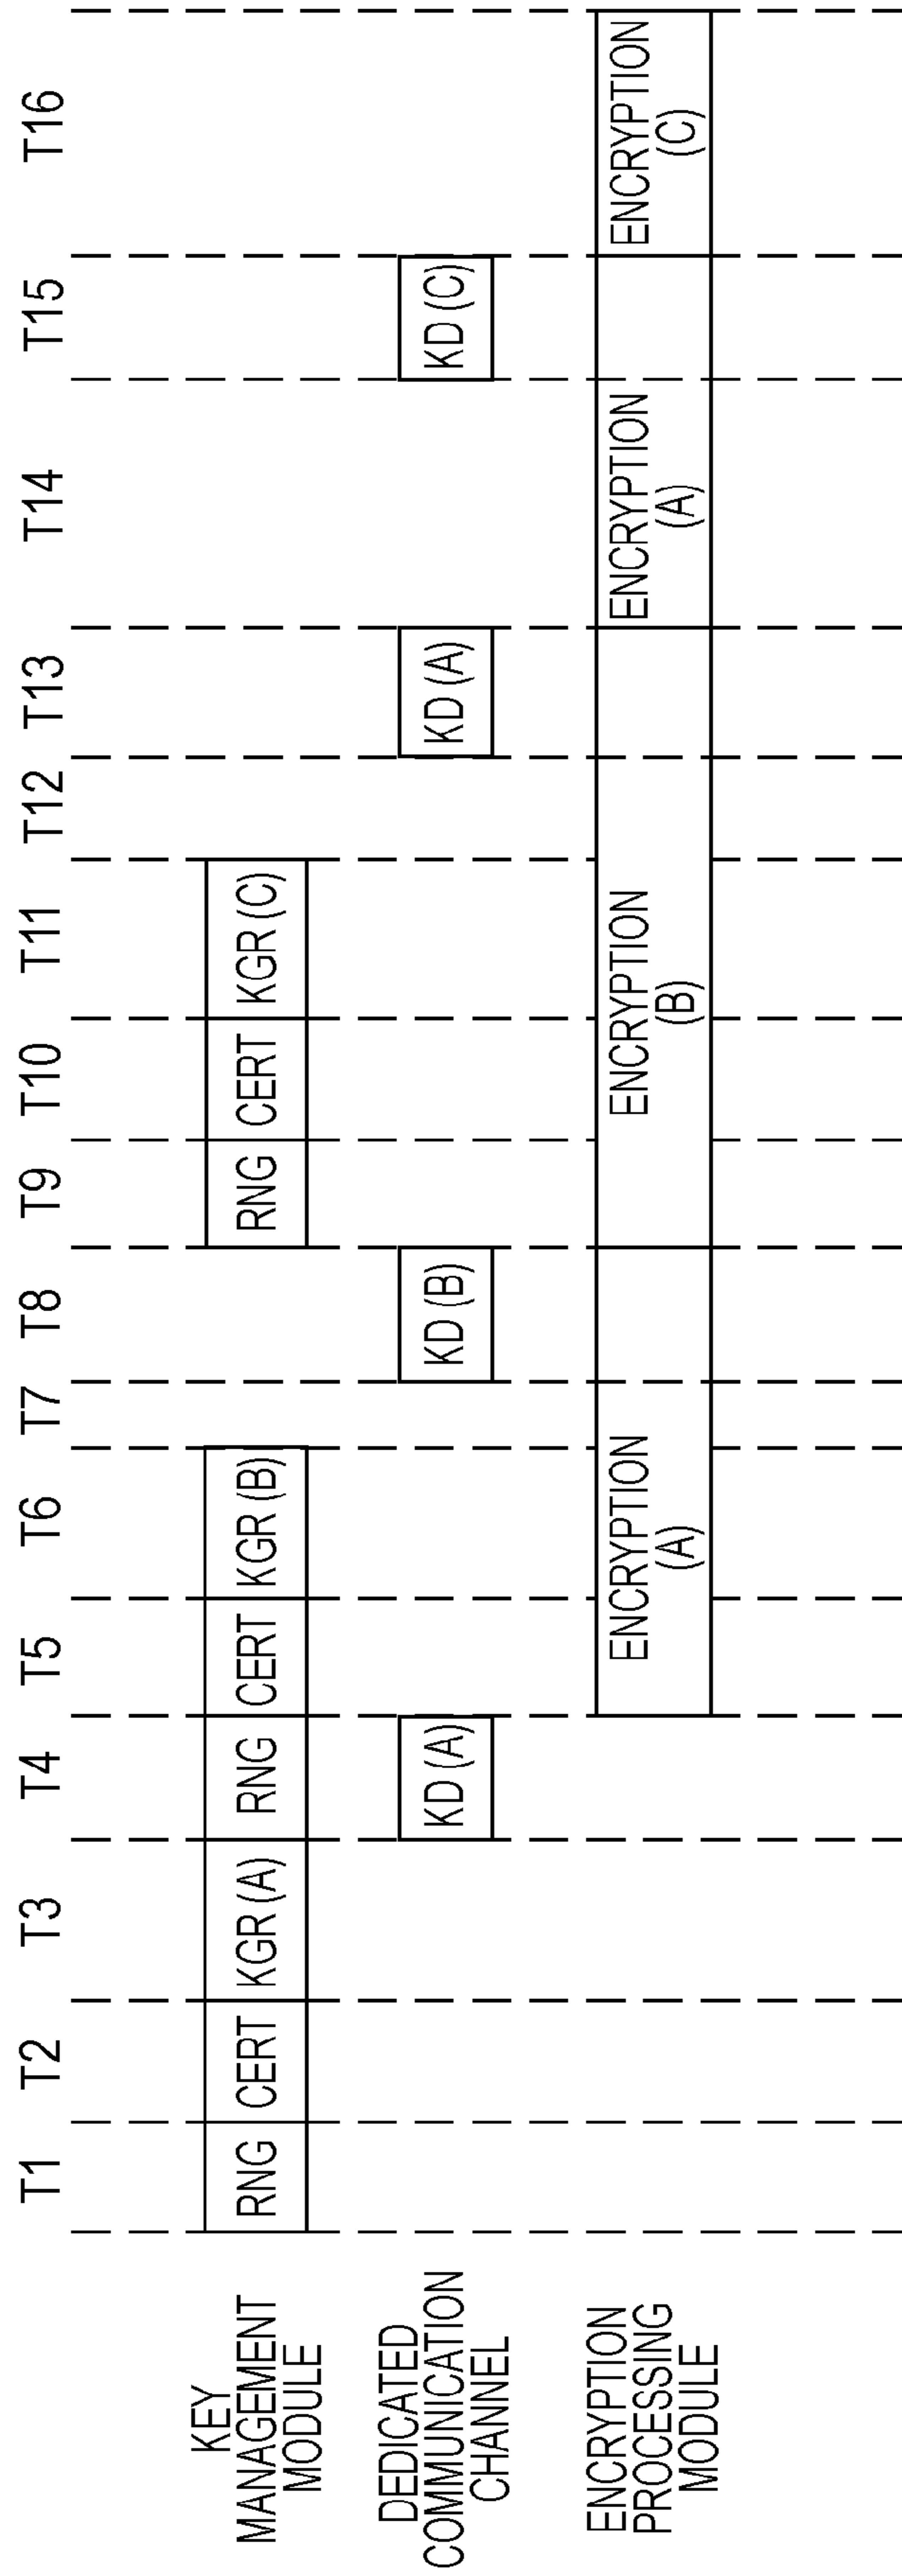 T1 T2 T3 T4 T5 T6 T7 T8 T9 T10 T11 T12 T13 T14 T15 T16
KEY
MANAGEMENT
MODULE
RNG CERT KGR (A) RNG CERT KGR (B) RNG CERT KGR (C)
DEDICATED
COMMUNICATION
CHANNEL
KD (A) KD (B) KD (A) KD (C)
ENCRYPTION
PROCESSING
MODULE
ENCRYPTION
(A)
ENCRYPTION
(B)
ENCRYPTION
(A)
ENCRYPTION
(C)